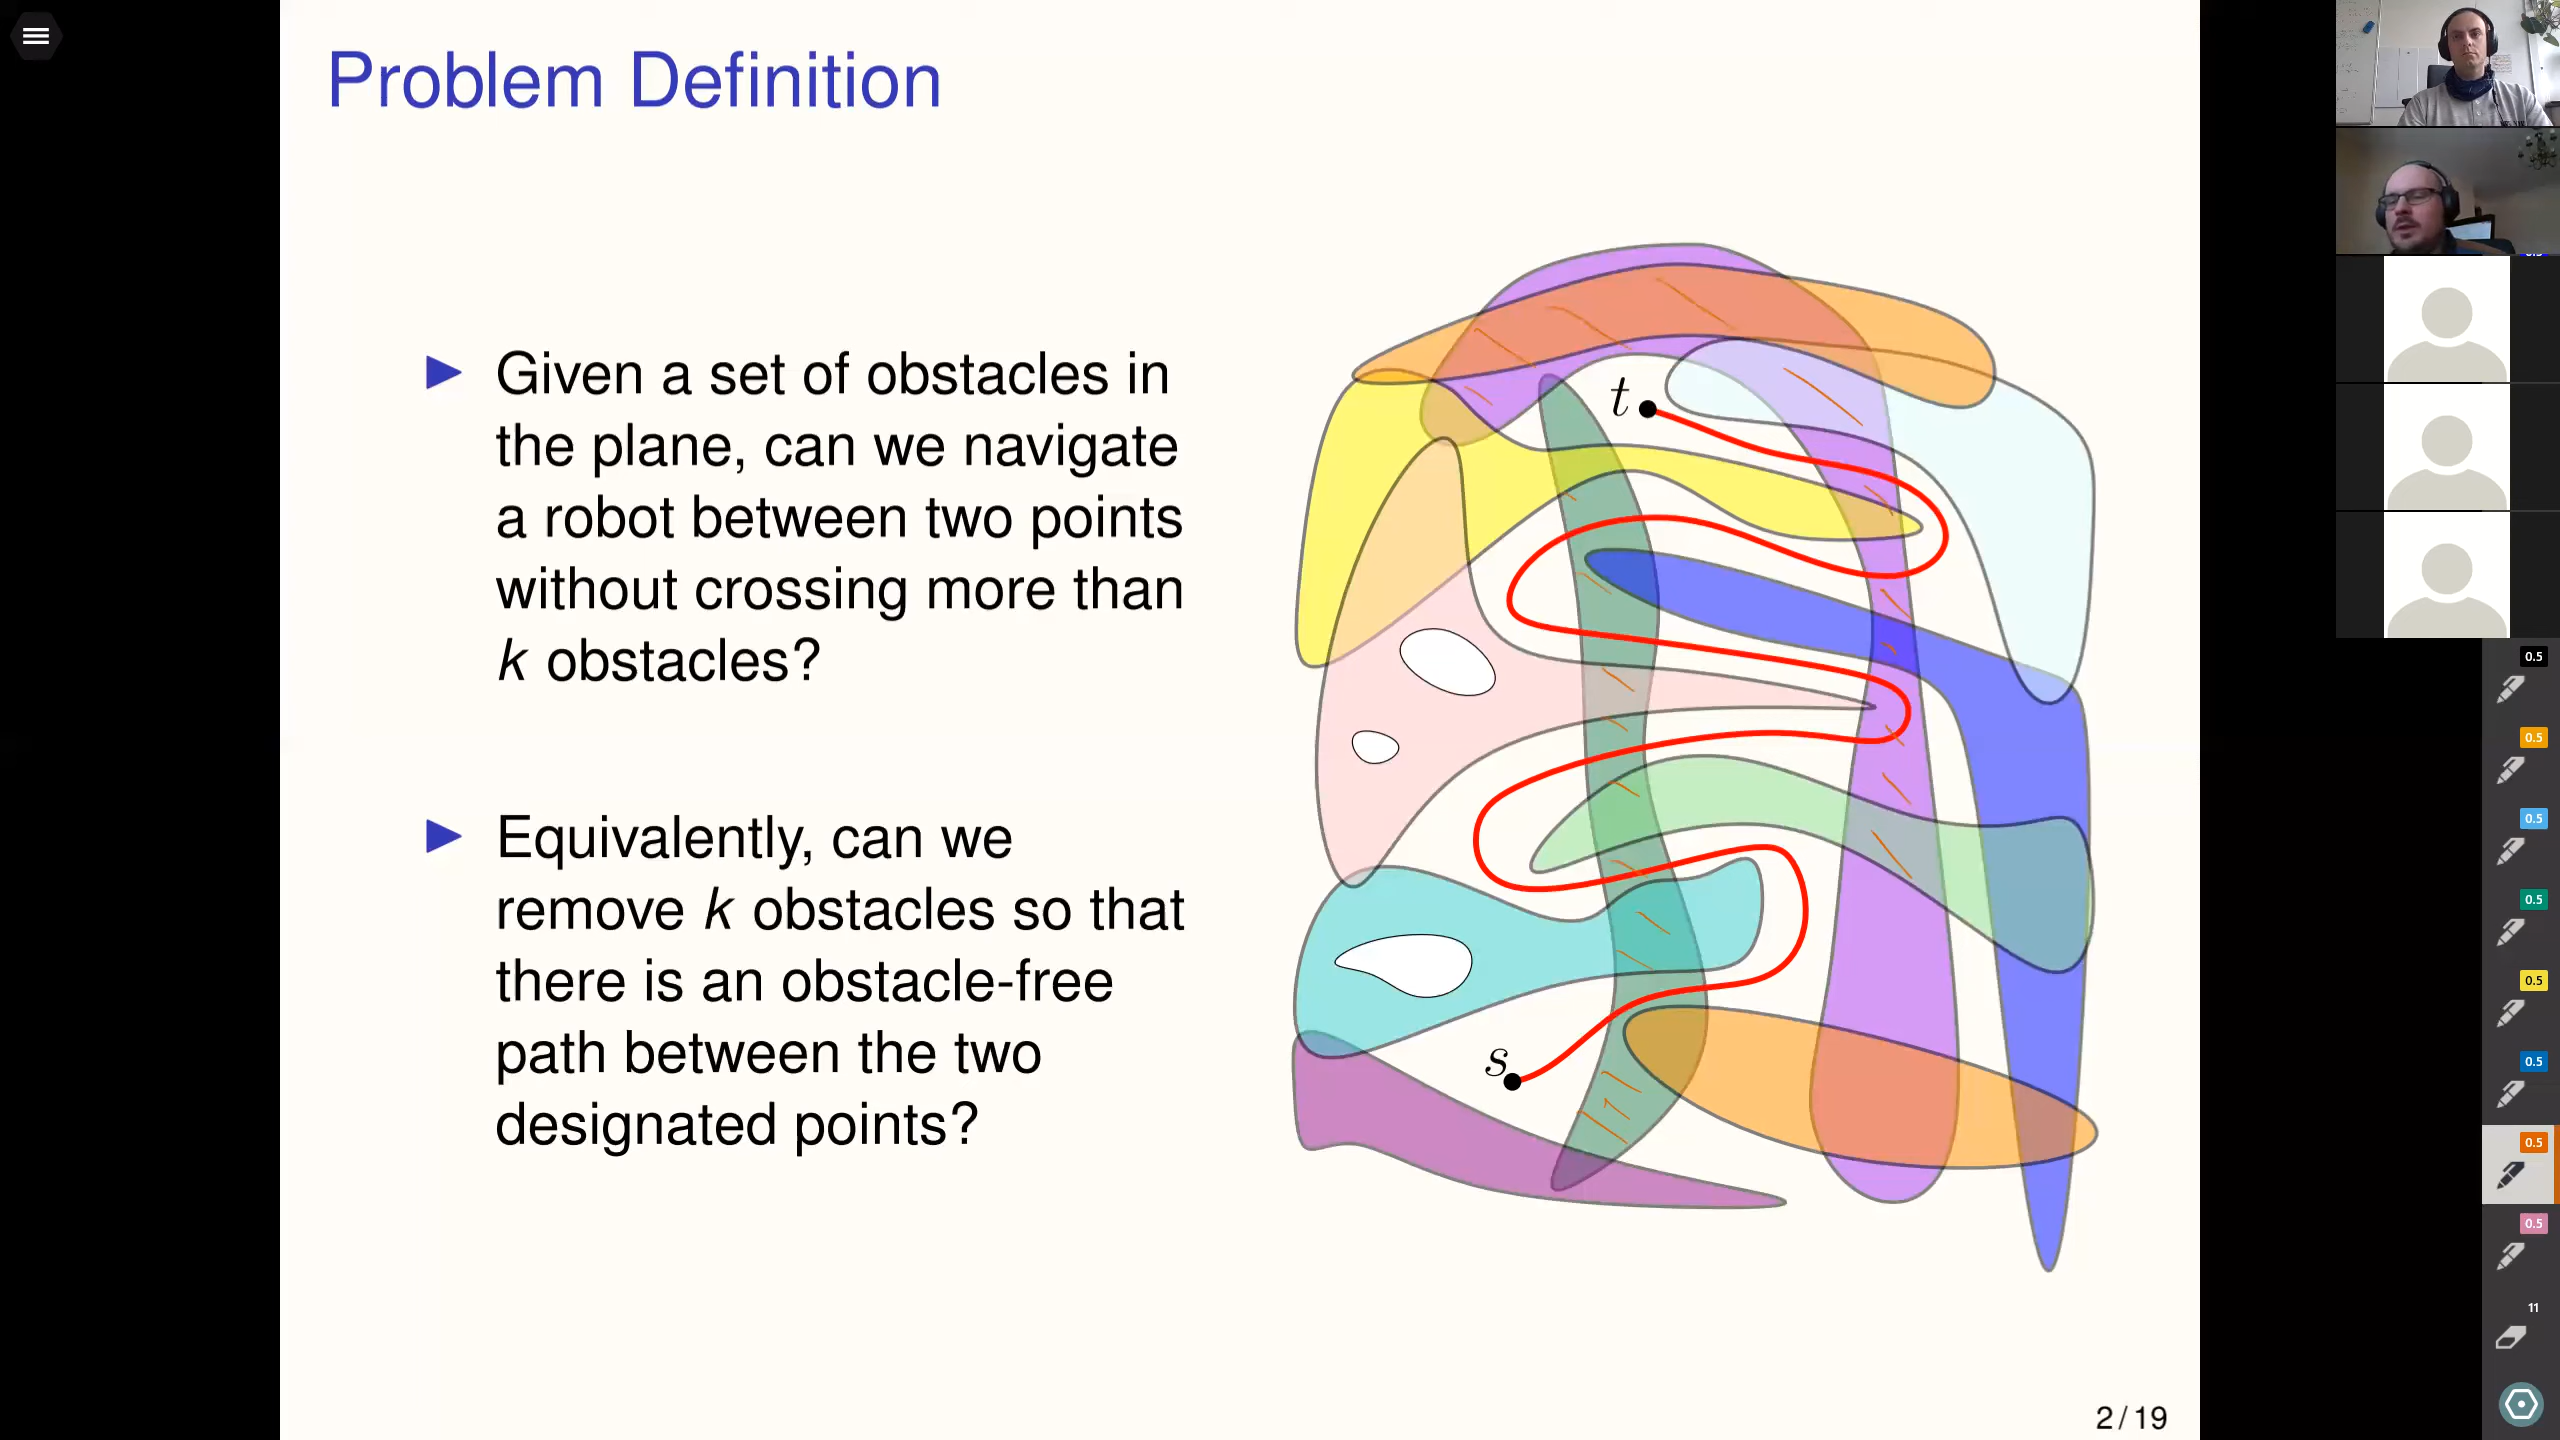 Problem Definition
Given a set of obstacles in
the plane, can we navigate
a robot between two points
without crossing more than
k obstacles?
Equivalently, can we
remove k obstacles so that
there is an obstacle-free
path between the two
designated points?
t
s
2/19
0.5
0.5
0.5
0.5
0.5
0.5
0.5
0.5
11